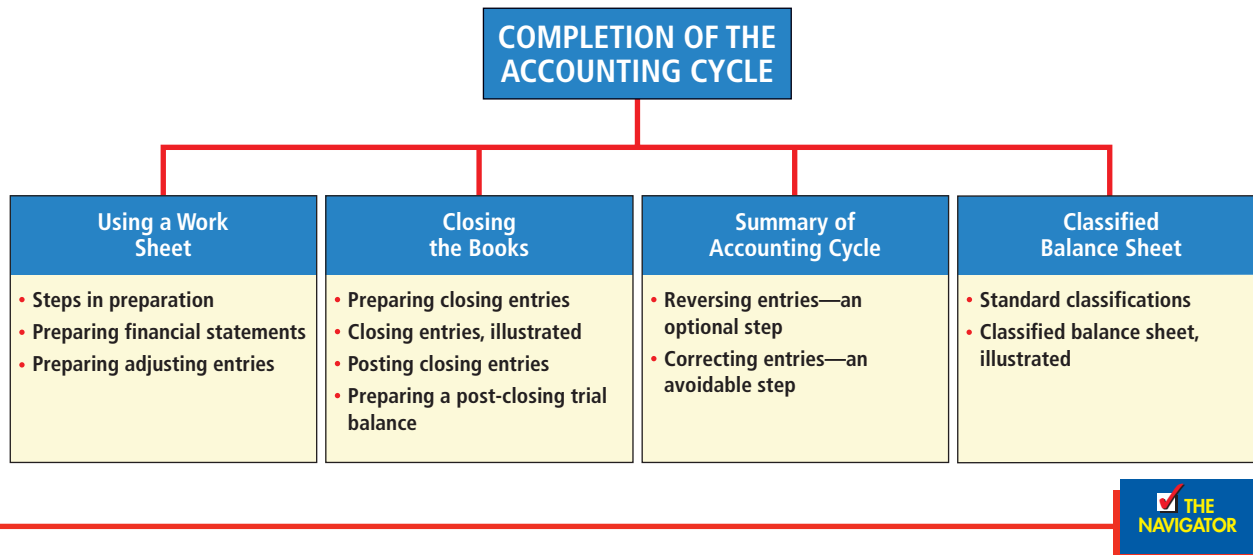 COMPLETION OF THE
ACCOUNTING CYCLE
Using a Work
Sheet
• Steps in preparation
• Preparing financial statements
• Preparing adjusting entries
Closing
the Books
• Preparing closing entries
• Closing entries, illustrated
• Posting closing entries
• Preparing a post-closing trial
balance
Summary of
Accounting Cycle
• Reversing entries—an
optional step
• Correcting entries—an
avoidable step
Classified
Balance Sheet
• Standard classifications
• Classified balance sheet,
illustrated
THE
NAVIGATOR